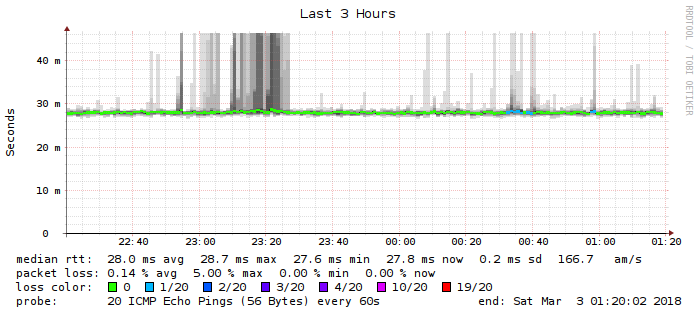 Last 3 Hours
RRDTOOL / TOBI OETIKER
Seconds
40 m
30 m
20 m
10 m
0
22:40 23:00 23:20 23:40 00:00 00:20 00:40 01:00 01:20
median rtt: 28.0 ms avg 28.7 ms max 27.6 ms min 27.8 ms now 0.2 ms sd 166.7 am/s
packet loss: 0.14 % avg 5.00 % max 0.00 % min 0.00 % now
loss color: 0 1/20 2/20 3/20 4/20 10/20 19/20
probe: 20 ICMP Echo Pings (56 Bytes) every 60s end: Sat Mar 3 01:20:02 2018